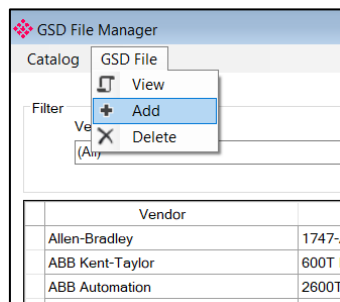 GSD File Manager
Catalog GSD File
View
Filter
Add
Delete
(All)
Vendor
Allen-Bradley 1747-
ABB Kent-Taylor 600T
ABB Automation 2600T